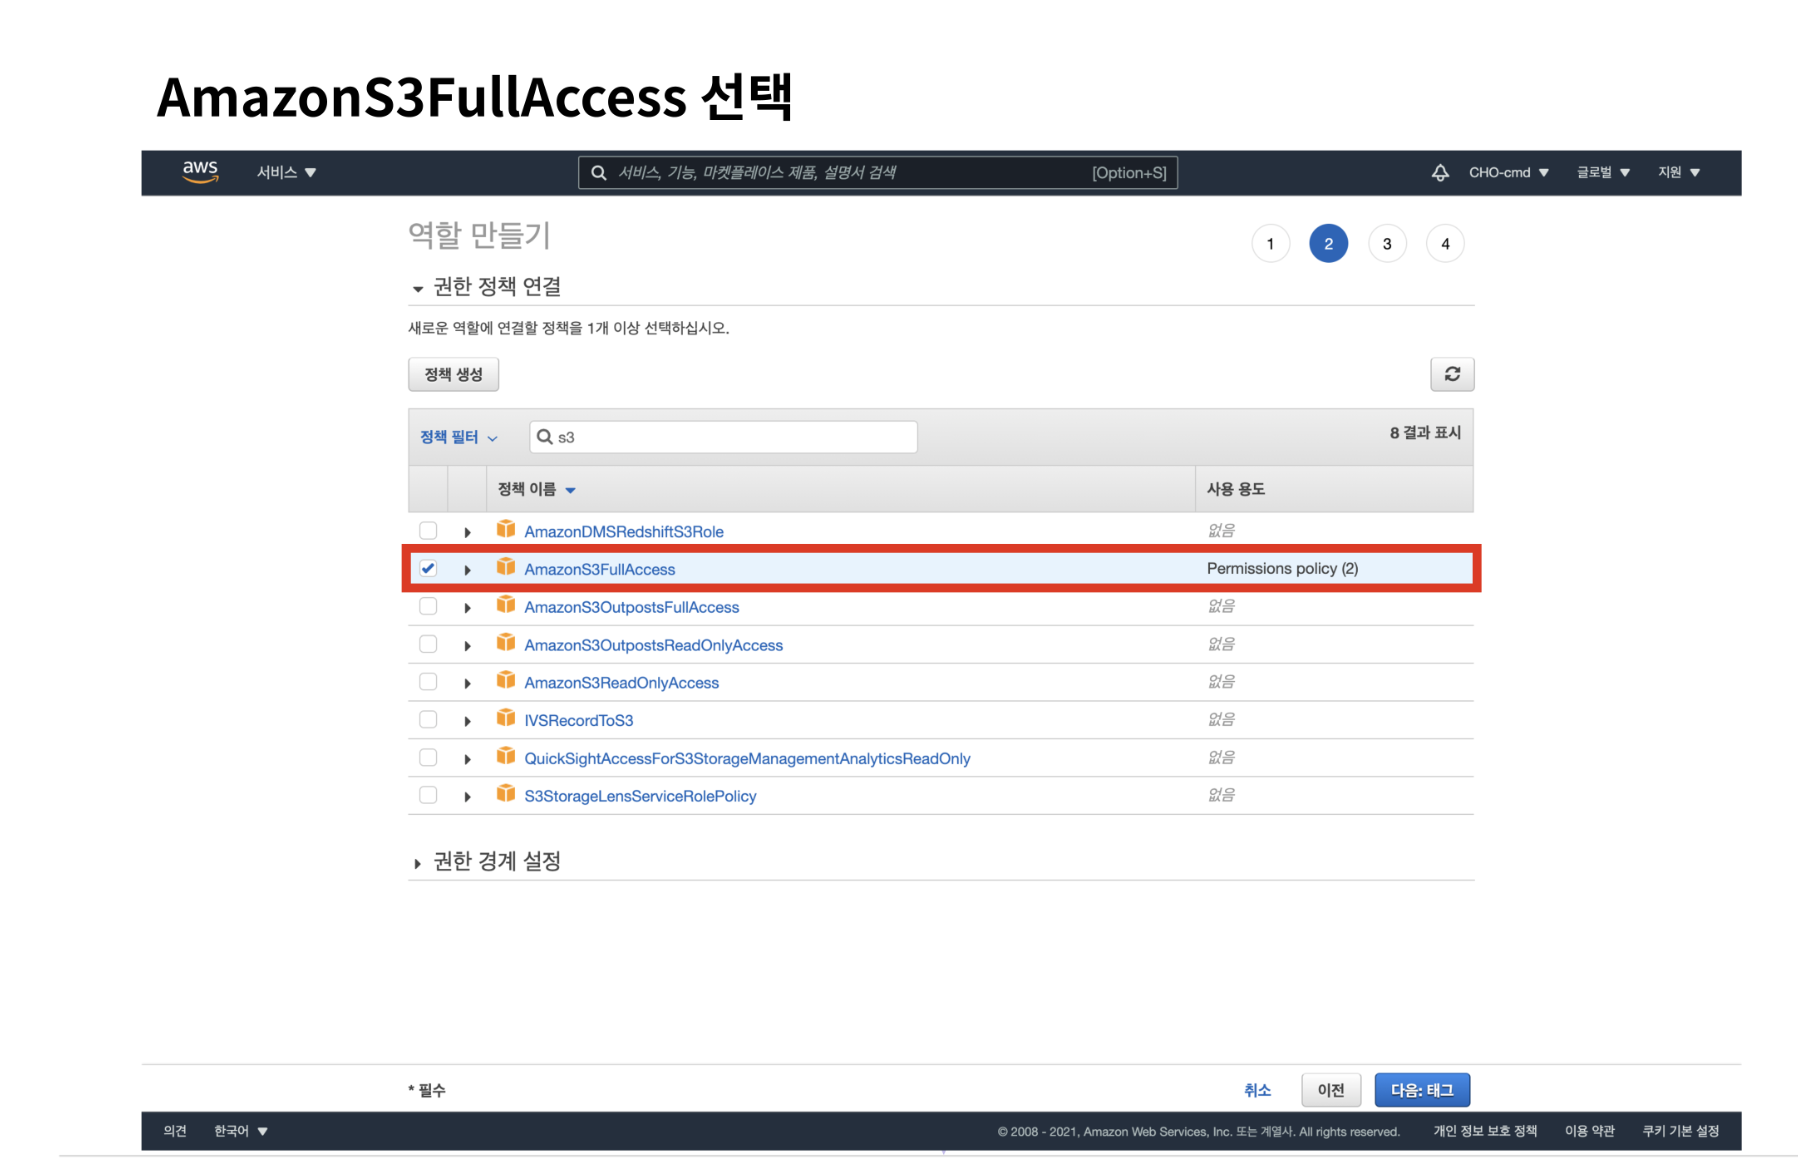 AmazonS3FullAccess 선택
aws 서비스 서비스, 기능, 마켓플레이스 제품, 설명서 검색 [Option+S] CHO-cmd 글로벌 지원
역할 만들기 1 2 3 4
권한 정책 연결
새로운 역할에 연결할 정책을 1개 이상 선택하십시오.
정책 생성
정책 필터 s3 8 결과 표시
정책 이름 사용 용도
AmazonDMSRedshiftS3Role 없음
AmazonS3FullAccess Permissions policy (2)
AmazonS3OutpostsFullAccess 없음
AmazonS3OutpostsReadOnlyAccess 없음
AmazonS3ReadOnlyAccess 없음
IVSRecordToS3 없음
QuickSightAccessForS3StorageManagementAnalyticsReadOnly 없음
S3StorageLensServiceRolePolicy 없음
권한 경계 설정
* 필수 취소 이전 다음: 태그
의견 한국어 © 2008 - 2021, Amazon Web Services, Inc. 또는 계열사. All rights reserved. 개인 정보 보호 정책 이용 약관 쿠키 기본 설정